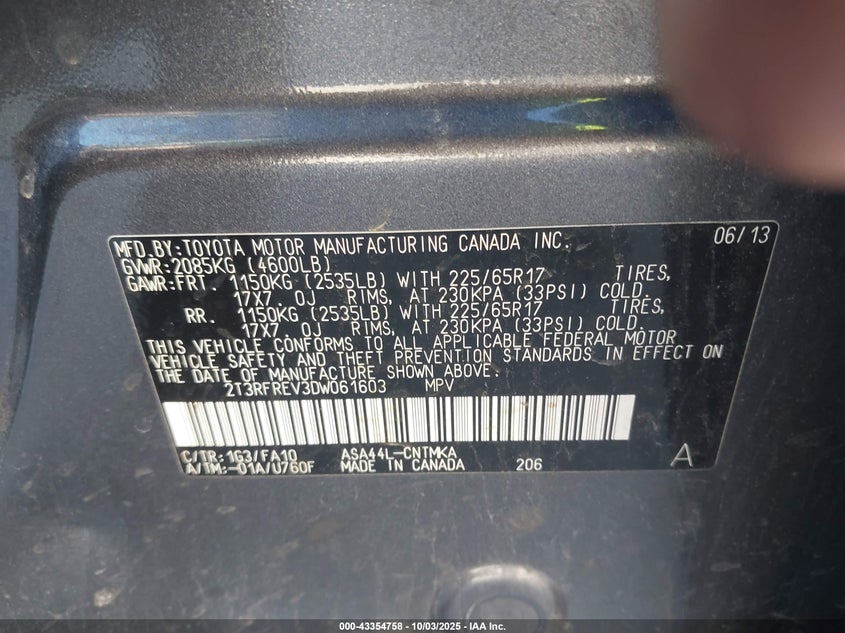 MFD.BY:TOYOTA MOTOR MANUFACTURING CANADA INC. 06/13
GVWR:2085KG (4600LB)
GAWR:FRT. 1150KG (2535LB) WITH 225/65R17 TIRES,
17X7.0J RIMS, AT 230KPA (33PSI) COLD.
RR. 1150KG (2535LB) WITH 225/65R17 TIRES,
17X7.0J RIMS, AT 230KPA (33PSI) COLD.
THIS VEHICLE CONFORMS TO ALL APPLICABLE FEDERAL MOTOR
VEHICLE SAFETY AND THEFT PREVENTION STANDARDS IN EFFECT ON
THE DATE OF MANUFACTURE SHOWN ABOVE.
2T3RFREV3DW061603 MPV
C/TR:1G3/FA10 ASA44L-CNTMKA
A/TM:-01A/U760F MADE IN CANADA 206 A
000-43354758 - 10/03/2025 - IAA Inc.